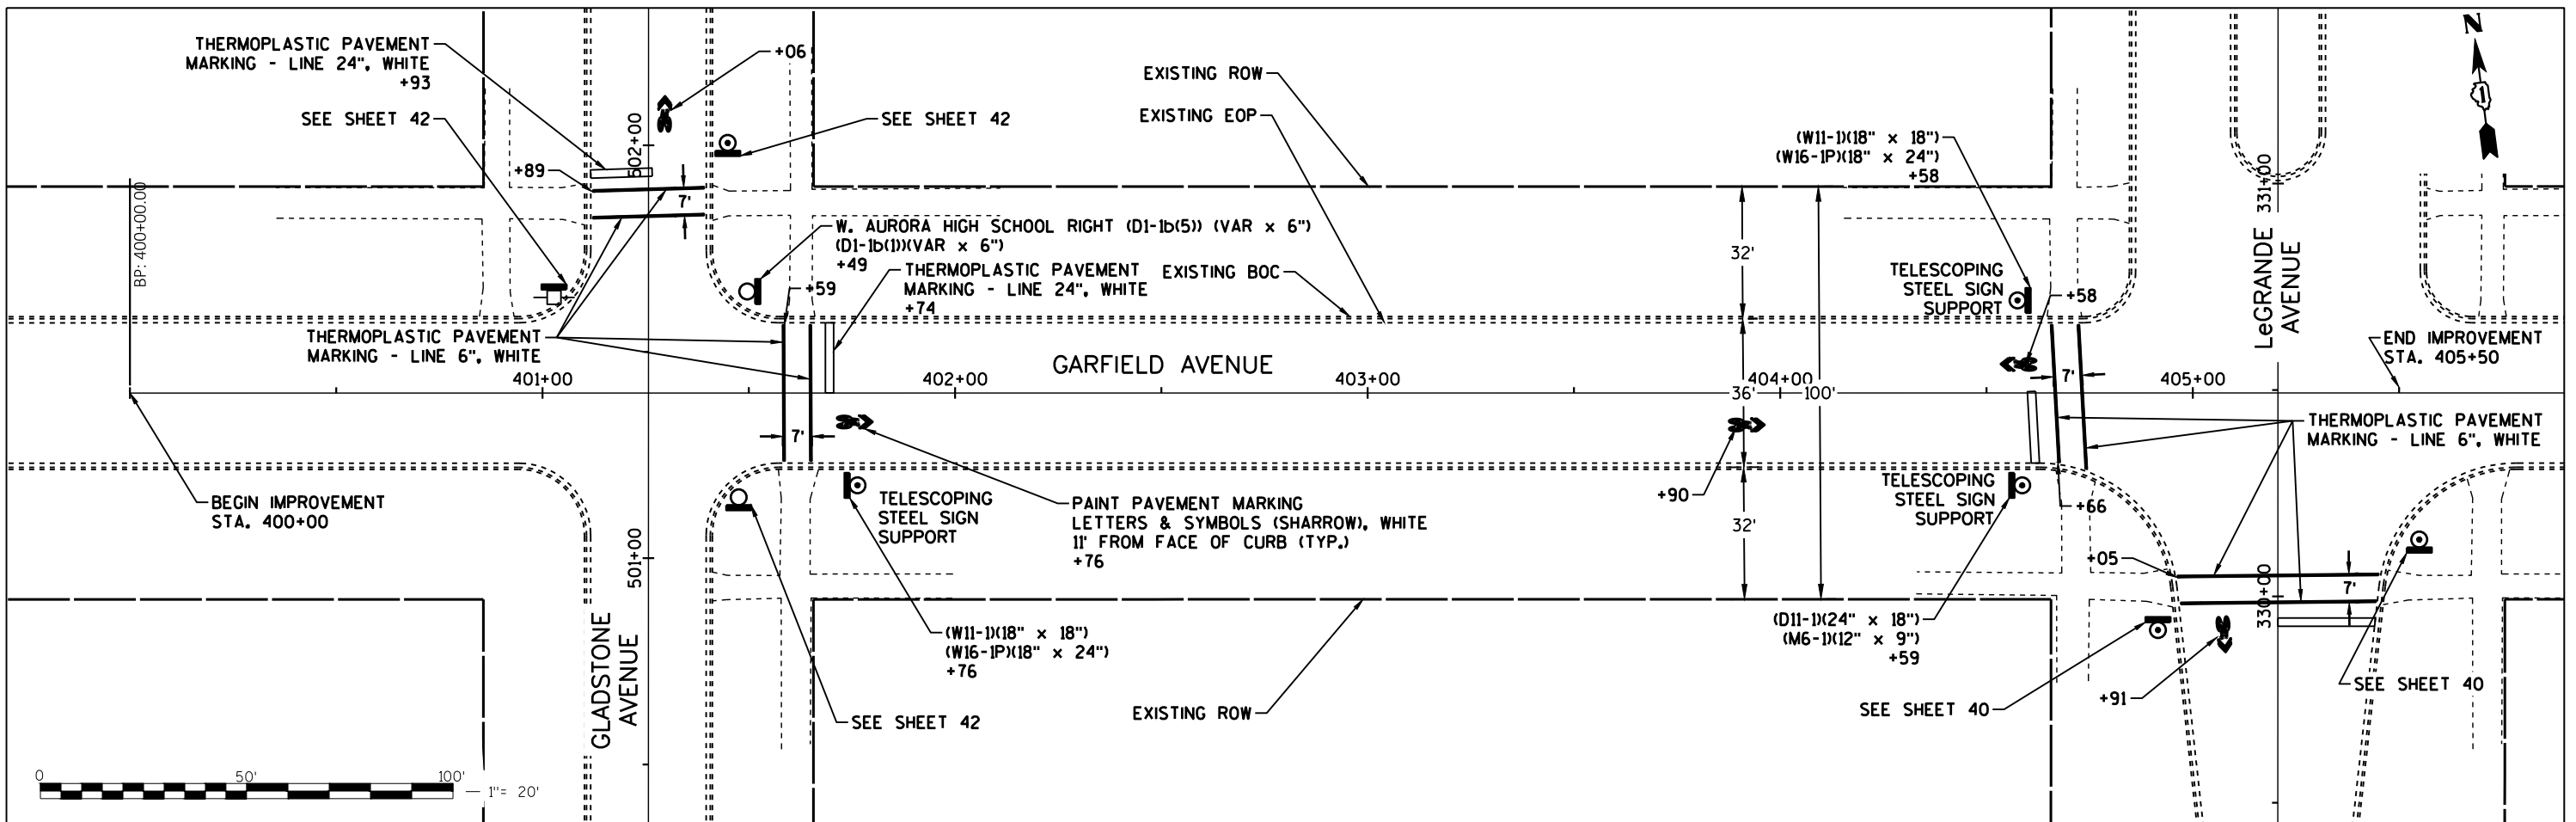 THERMOPLASTIC PAVEMENT
MARKING - LINE 24", WHITE
+93
SEE SHEET 42
+06
SEE SHEET 42
EXISTING ROW
EXISTING EOP
N
1
(W11-1)(18" x 18")
(W16-1P)(18" x 24")
+58
502+00
+89
7'
BP: 400+00.00
331+00
LeGRANDE
AVENUE
W. AURORA HIGH SCHOOL RIGHT (D1-1b(5)) (VAR x 6")
(D1-1b(1))(VAR x 6")
+49
THERMOPLASTIC PAVEMENT
MARKING - LINE 24", WHITE
+74
EXISTING BOC
32'
TELESCOPING
STEEL SIGN
SUPPORT
+58
+59
THERMOPLASTIC PAVEMENT
MARKING - LINE 6", WHITE
GARFIELD AVENUE
END IMPROVEMENT
STA. 405+50
401+00
402+00
403+00
404+00
405+00
36'
100'
7'
7'
THERMOPLASTIC PAVEMENT
MARKING - LINE 6", WHITE
BEGIN IMPROVEMENT
STA. 400+00
TELESCOPING
STEEL SIGN
SUPPORT
PAINT PAVEMENT MARKING
LETTERS & SYMBOLS (SHARROW), WHITE
11' FROM FACE OF CURB (TYP.)
+76
+90
32'
TELESCOPING
STEEL SIGN
SUPPORT
+66
501+00
+05
7'
330+00
GLADSTONE
AVENUE
(W11-1)(18" x 18")
(W16-1P)(18" x 24")
+76
(D11-1)(24" x 18")
(M6-1)(12" x 9")
+59
SEE SHEET 42
EXISTING ROW
SEE SHEET 40
+91
SEE SHEET 40
0
50'
100'
1"= 20'